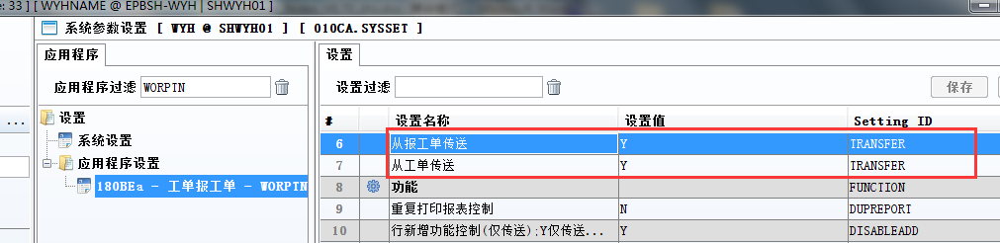 e: 33 ] [ WYHNAME @ EPBSH-WYH | SHWYH01 ]
系统参数设置 [ WYH @ SHWYH01 ] [ 010CA.SYSSET ]
应用程序
应用程序过滤 WORPIN
设置
系统设置
应用程序设置
180BEa - 工单报工单 - WORPIN
...
设置
设置过滤
保存
# 设置名称 设置值 Setting ID
6 从报工单传送 Y TRANSFER
7 从工单传送 Y TRANSFER
8 功能 FUNCTION
9 重复打印报表控制 N DUPREPORT
10 行新增功能控制(仅传送);Y仅传送... Y DISABLEADD